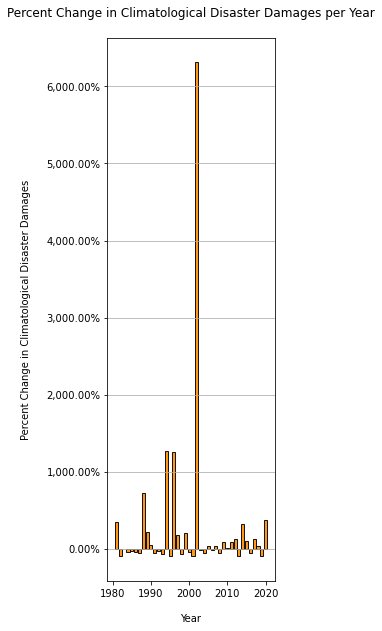 Percent Change in Climatological Disaster Damages per Year
Percent Change in Climatological Disaster Damages
6,000.00%
5,000.00%
4,000.00%
3,000.00%
2,000.00%
1,000.00%
0.00%
1980 1990 2000 2010 2020
Year